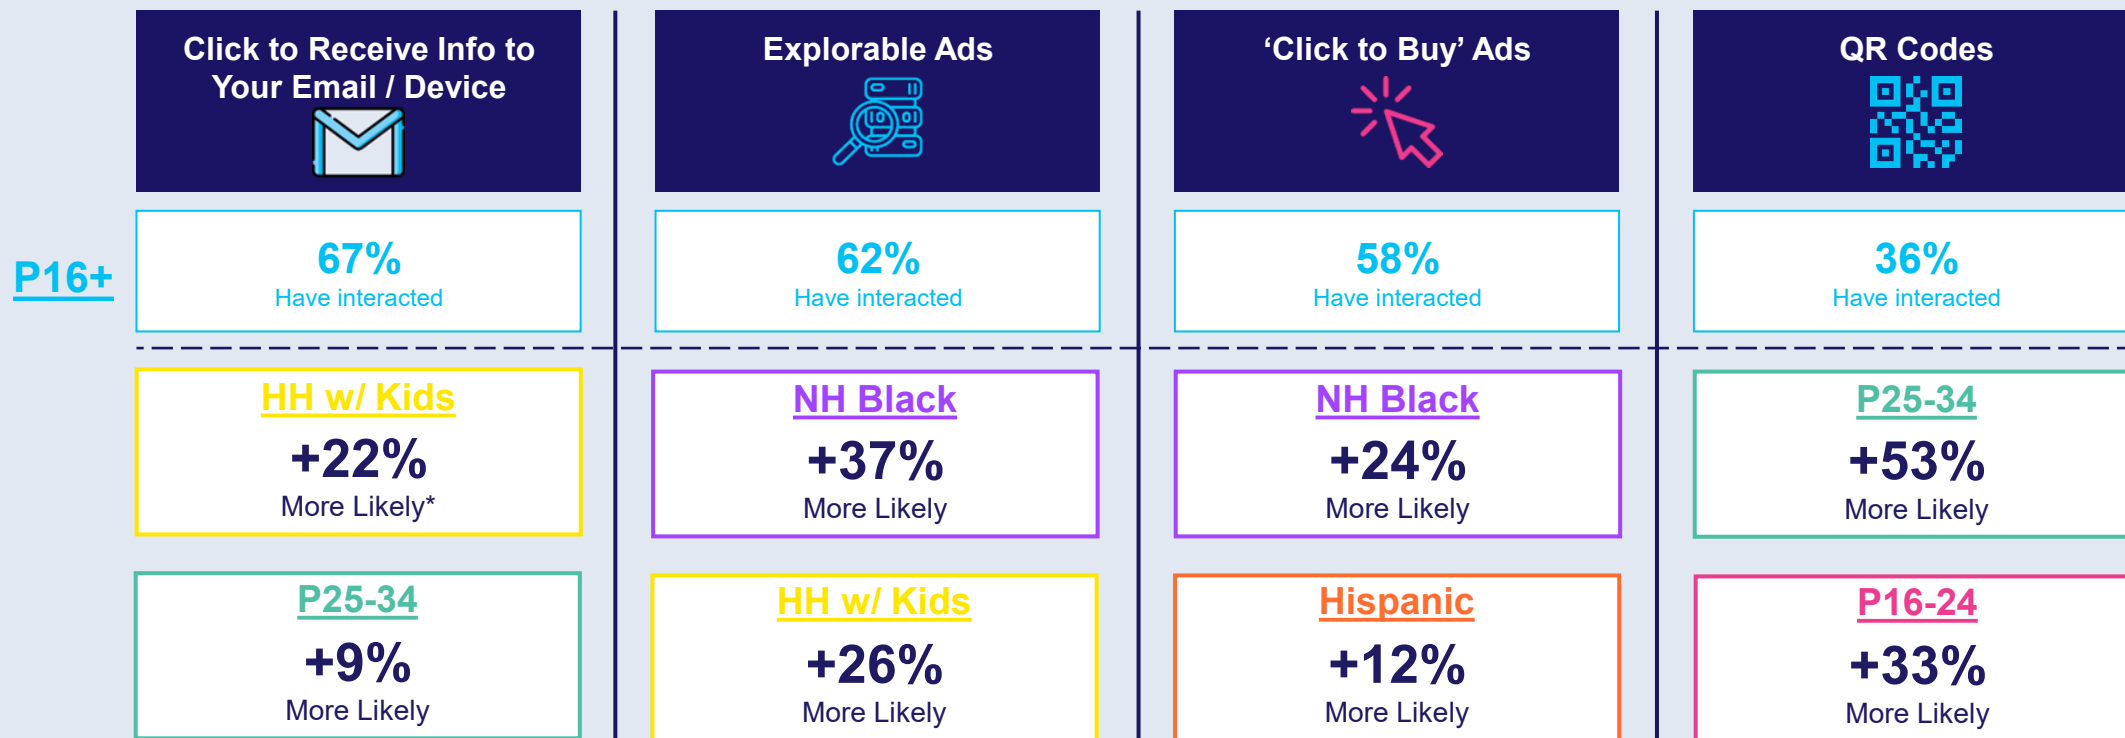 Click to Receive Info to
Your Email / Device
Explorable Ads
‘Click to Buy’ Ads
QR Codes
P16+
67%
Have interacted
62%
Have interacted
58%
Have interacted
36%
Have interacted
HH w/ Kids
+22%
More Likely*
NH Black
+37%
More Likely
NH Black
+24%
More Likely
P25-34
+53%
More Likely
P25-34
+9%
More Likely
HH w/ Kids
+26%
More Likely
Hispanic
+12%
More Likely
P16-24
+33%
More Likely